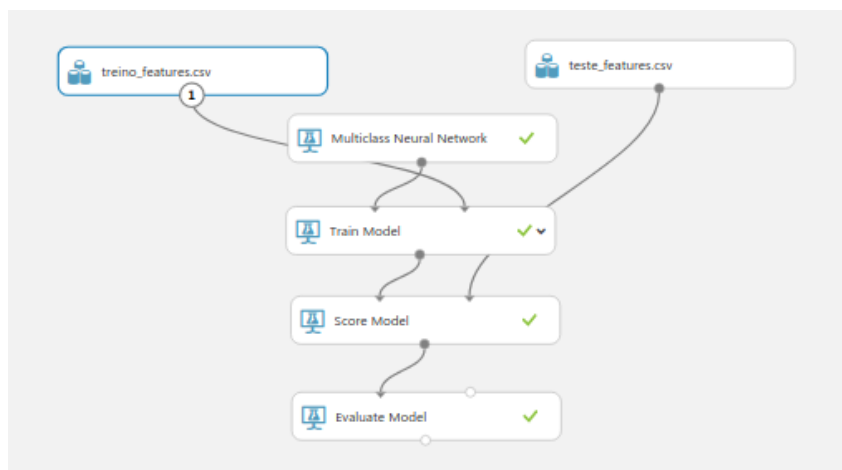 treino_features.csv
teste_features.csv
1
Multiclass Neural Network
Train Model
Score Model
Evaluate Model